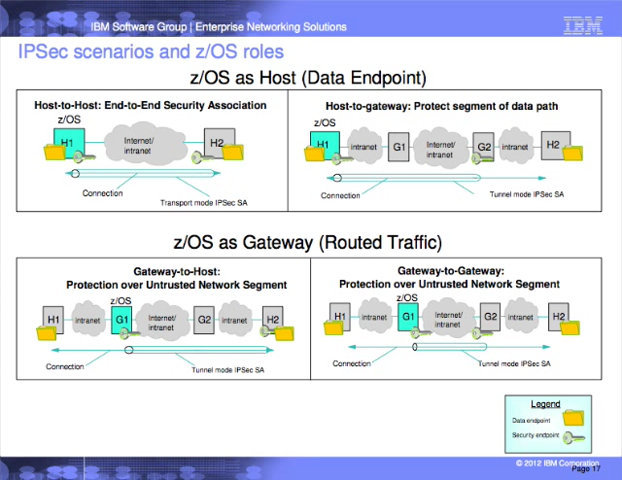 IBM Software Group | Enterprise Networking Solutions
IBM
IPSec scenarios and z/OS roles
z/OS as Host (Data Endpoint)
Host-to-Host: End-to-End Security Association
z/OS
H1
Internet/
intranet
H2
Connection
Transport mode IPSec SA
Host-to-gateway: Protect segment of data path
z/OS
H1
intranet
G1
Internet/
intranet
G2
intranet
H2
Connection
Tunnel mode IPSec SA
z/OS as Gateway (Routed Traffic)
Gateway-to-Host:
Protection over Untrusted Network Segment
z/OS
H1
intranet
G1
Internet/
intranet
G2
intranet
H2
Connection
Tunnel mode IPSec SA
Gateway-to-Gateway:
Protection over Untrusted Network Segment
z/OS
H1
intranet
G1
Internet/
intranet
G2
intranet
H2
Connection
Tunnel mode IPSec SA
Legend
Data endpoint
Security endpoint
© 2012 IBM Corporation
Page 17